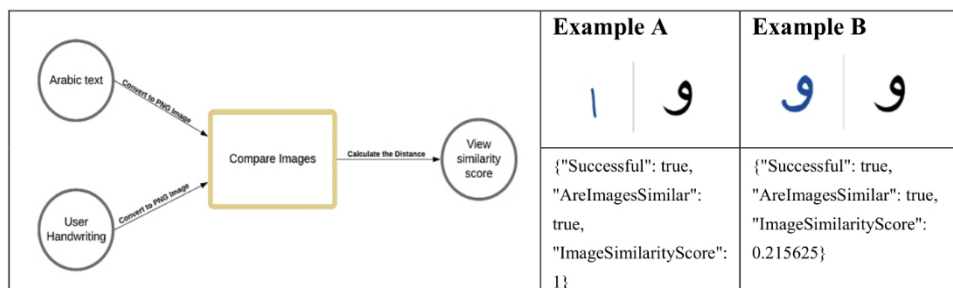 Arabic text
Convert to PNG Image
User
Handwriting
Convert to PNG Image
Compare Images
Calculate the Distance
View
similarity
score
Example A
ا
و
{"Successful": true,
"AreImagesSimilar":
true,
"ImageSimilarityScore":
1}
Example B
و
و
{"Successful": true,
"AreImagesSimilar": true,
"ImageSimilarityScore":
0.215625}